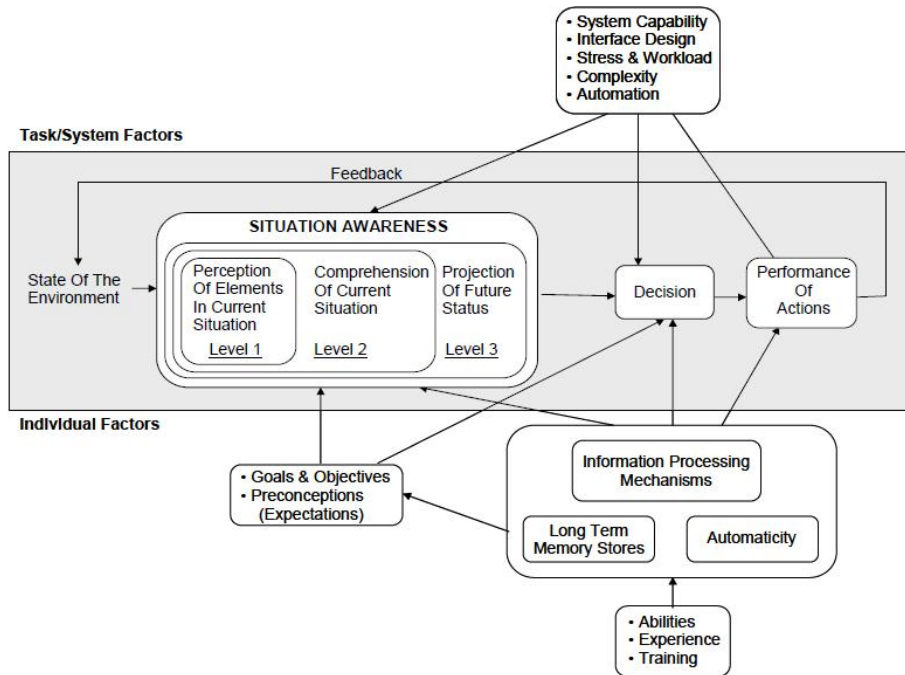 • System Capability
• Interface Design
• Stress & Workload
• Complexity
• Automation
Task/System Factors
Feedback
SITUATION AWARENESS
State Of The
Environment
Perception
Of Elements
In Current
Situation
Level 1
Comprehension
Of Current
Situation
Level 2
Projection
Of Future
Status
Level 3
Decision
Performance
Of
Actions
Individual Factors
• Goals & Objectives
• Preconceptions
(Expectations)
Information Processing
Mechanisms
Long Term
Memory Stores
Automaticity
• Abilities
• Experience
• Training